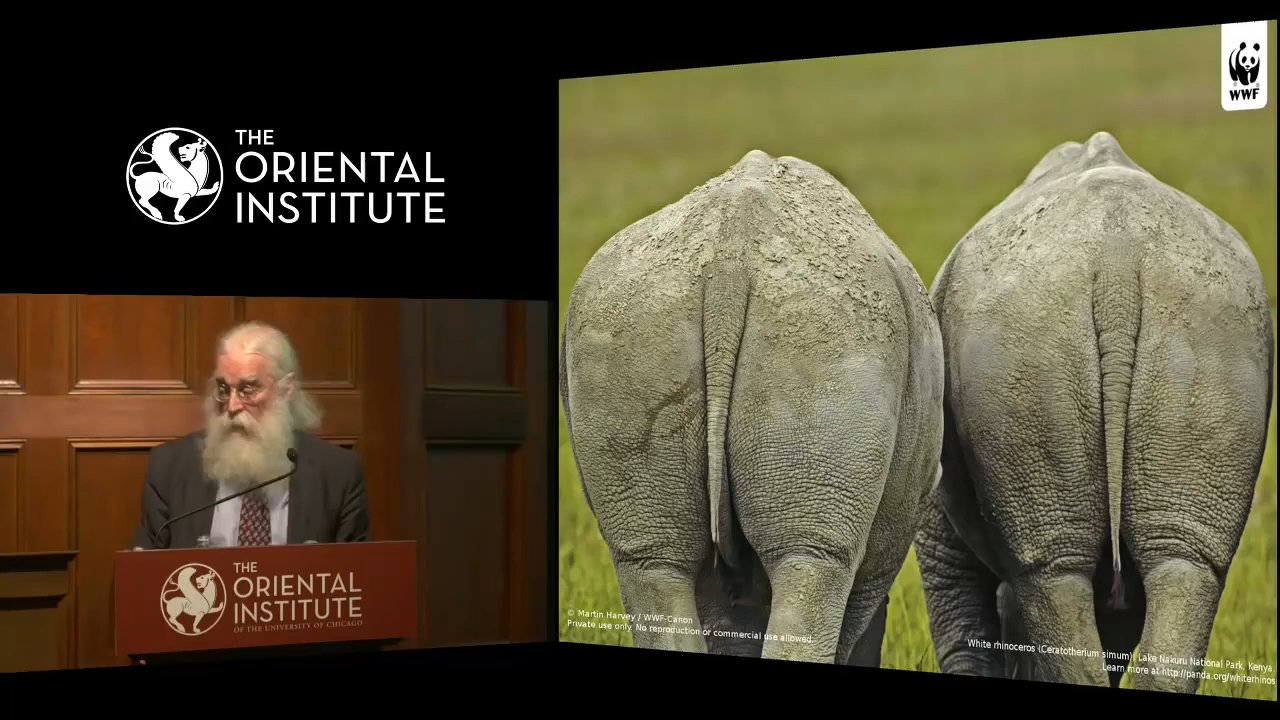 THE
ORIENTAL
INSTITUTE
THE
ORIENTAL
INSTITUTE
OF THE UNIVERSITY OF CHICAGO
WWF
© Martin Harvey / WWF-Canon
Private use only. No reproduction or commercial use allowed.
White rhinoceros (Ceratotherium simum); Lake Nakuru National Park, Kenya.
Learn more at http://panda.org/whiterhinos